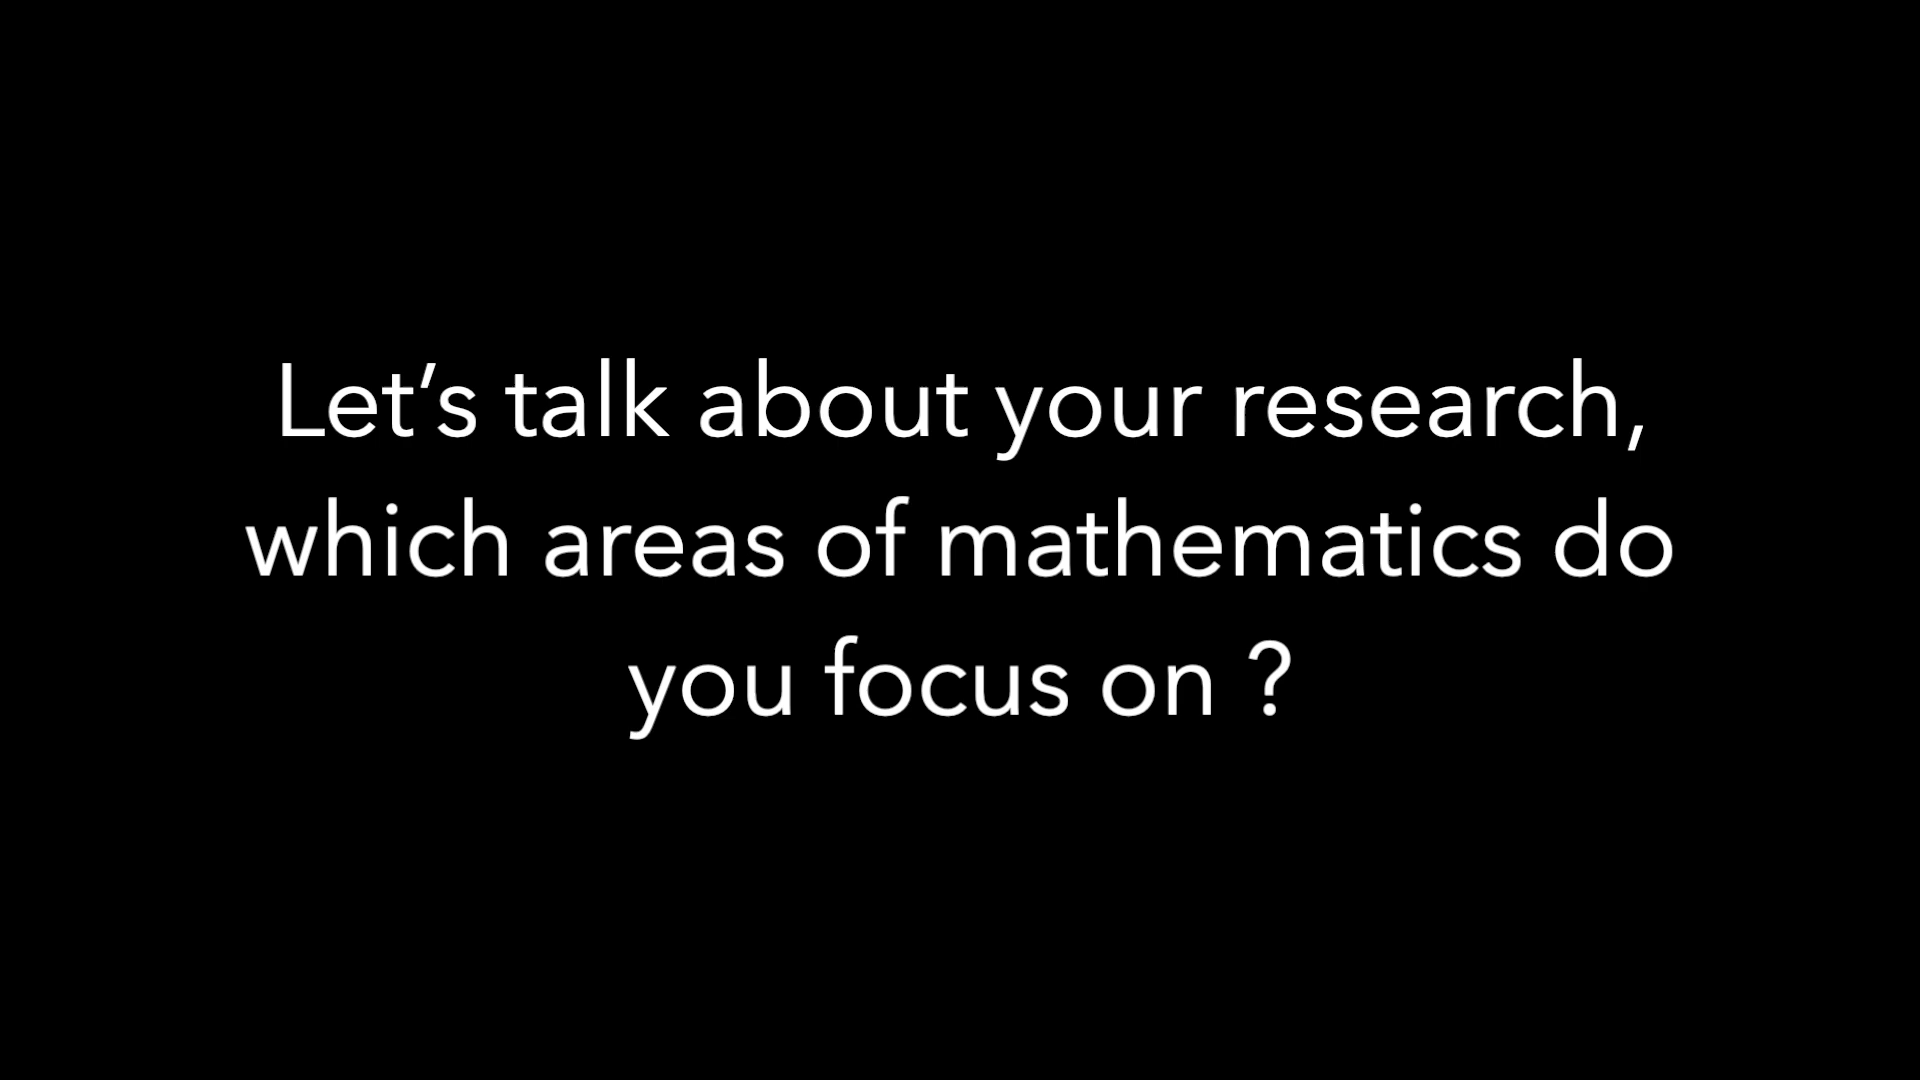 Let’s talk about your research,
which areas of mathematics do
you focus on ?